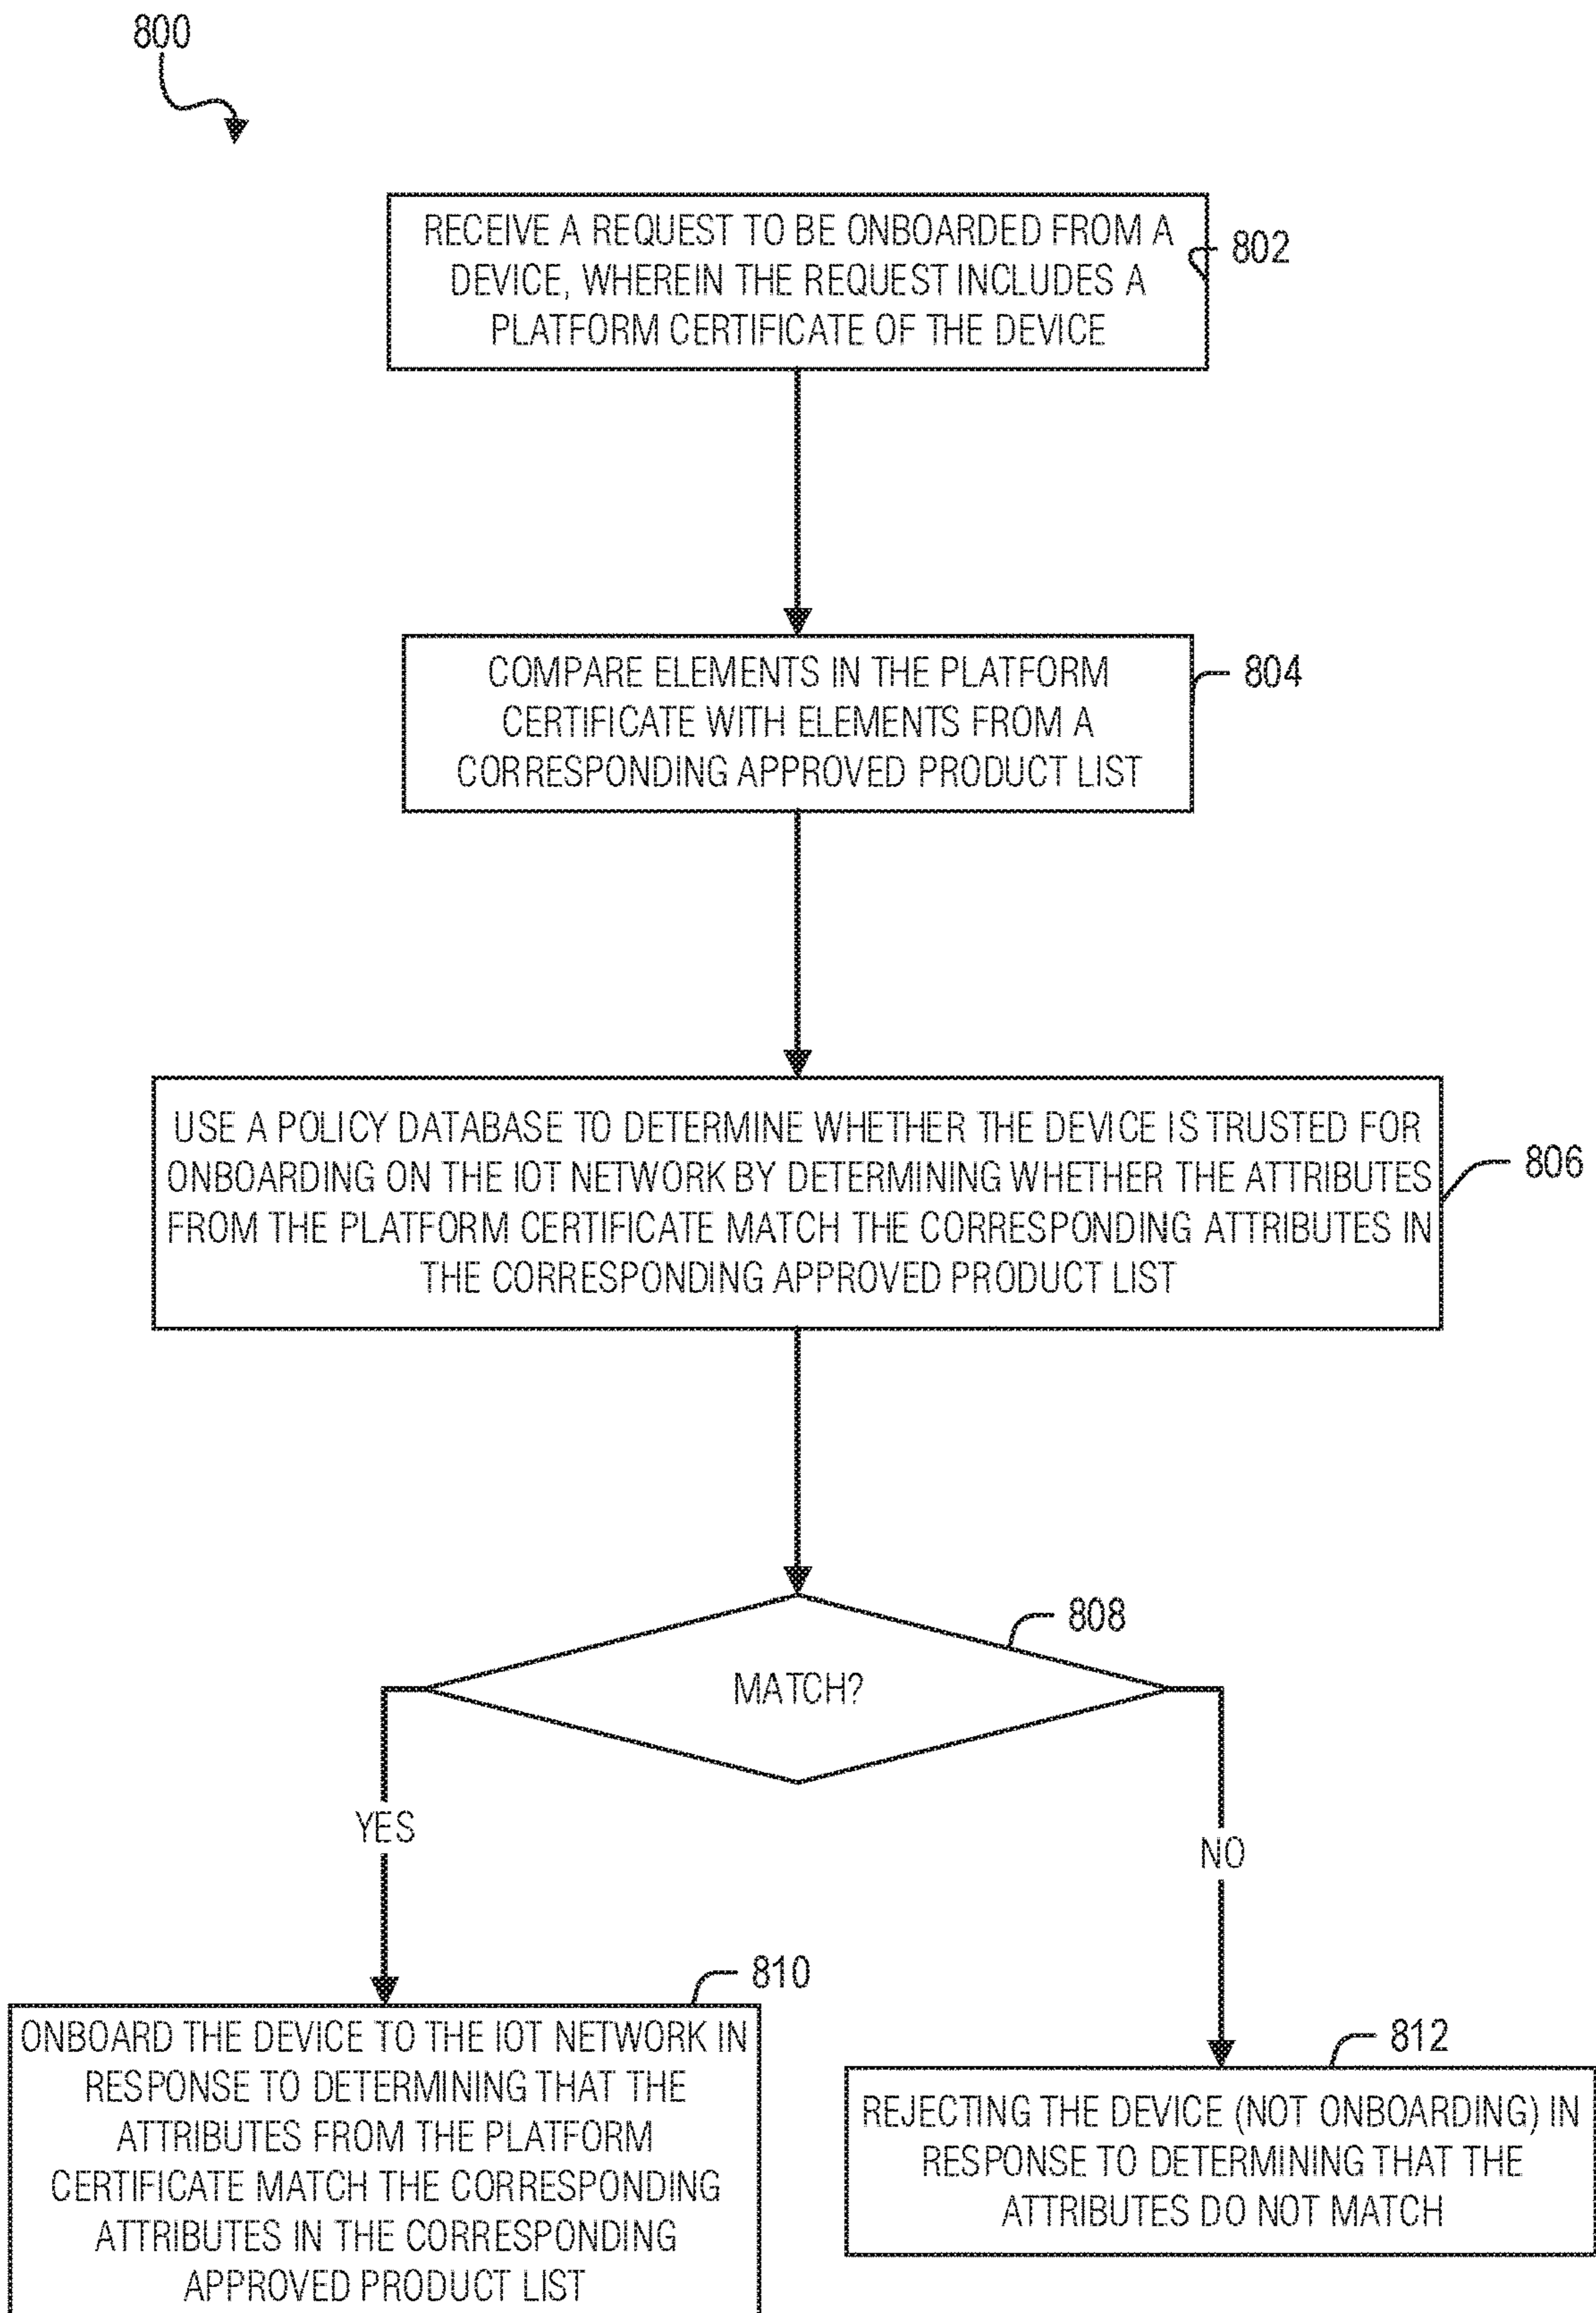 800
RECEIVE A REQUEST TO BE ONBOARDED FROM A
DEVICE, WHEREIN THE REQUEST INCLUDES A
PLATFORM CERTIFICATE OF THE DEVICE
802
COMPARE ELEMENTS IN THE PLATFORM
CERTIFICATE WITH ELEMENTS FROM A
CORRESPONDING APPROVED PRODUCT LIST
804
USE A POLICY DATABASE TO DETERMINE WHETHER THE DEVICE IS TRUSTED FOR
ONBOARDING ON THE IOT NETWORK BY DETERMINING WHETHER THE ATTRIBUTES
FROM THE PLATFORM CERTIFICATE MATCH THE CORRESPONDING ATTRIBUTES IN
THE CORRESPONDING APPROVED PRODUCT LIST
806
808
MATCH?
YES
NO
810
ONBOARD THE DEVICE TO THE IOT NETWORK IN
RESPONSE TO DETERMINING THAT THE
ATTRIBUTES FROM THE PLATFORM
CERTIFICATE MATCH THE CORRESPONDING
ATTRIBUTES IN THE CORRESPONDING
APPROVED PRODUCT LIST
812
REJECTING THE DEVICE (NOT ONBOARDING) IN
RESPONSE TO DETERMINING THAT THE
ATTRIBUTES DO NOT MATCH